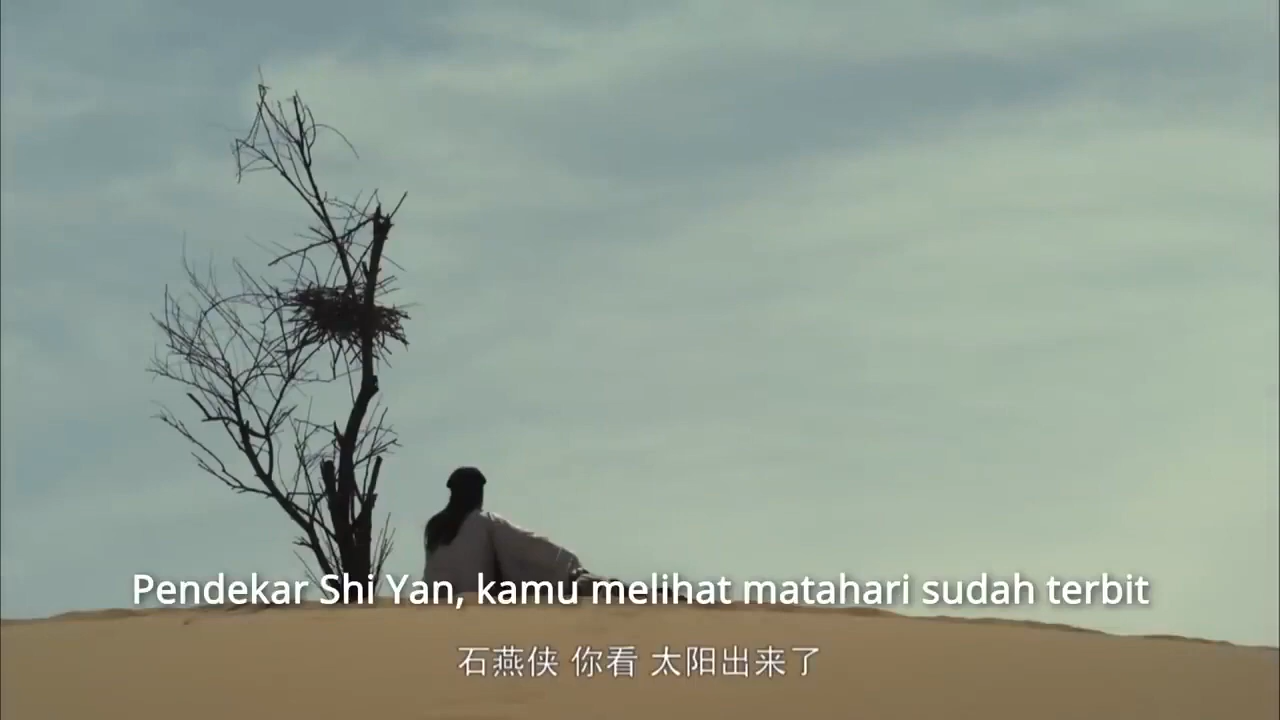 Pendekar Shi Yan, kamu melihat matahari sudah terbit
石燕侠 你看 太阳出来了